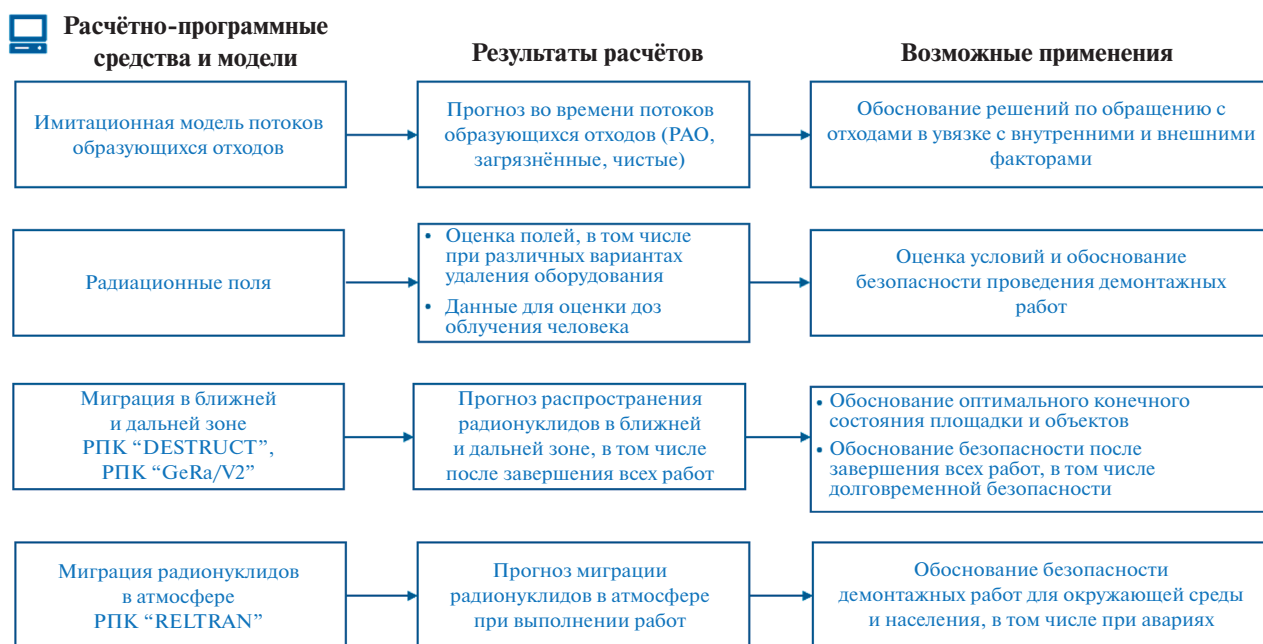 Расчётно-программные
средства и модели
Результаты расчётов
Возможные применения
Имитационная модель потоков
образующихся отходов
Прогноз во времени потоков
образующихся отходов (РАО,
загрязнённые, чистые)
Обоснование решений по обращению с
отходами в увязке с внутренними и внешними
факторами
Радиационные поля
• Оценка полей, в том числе
при различных вариантах
удаления оборудования
• Данные для оценки доз
облучения человека
Оценка условий и обоснование
безопасности проведения демонтажных
работ
Миграция в ближней
и дальней зоне
РПК “DESTRUCT”,
РПК “GeRa/V2”
Прогноз распространения
радионуклидов в ближней
и дальней зоне, в том числе
после завершения всех работ
• Обоснование оптимального конечного
состояния площадки и объектов
• Обоснование безопасности после
завершения всех работ, в том числе
долговременной безопасности
Миграция радионуклидов
в атмосфере
РПК “RELTRAN”
Прогноз миграции
радионуклидов в атмосфере
при выполнении работ
Обоснование безопасности
демонтажных работ для окружающей среды
и населения, в том числе при авариях